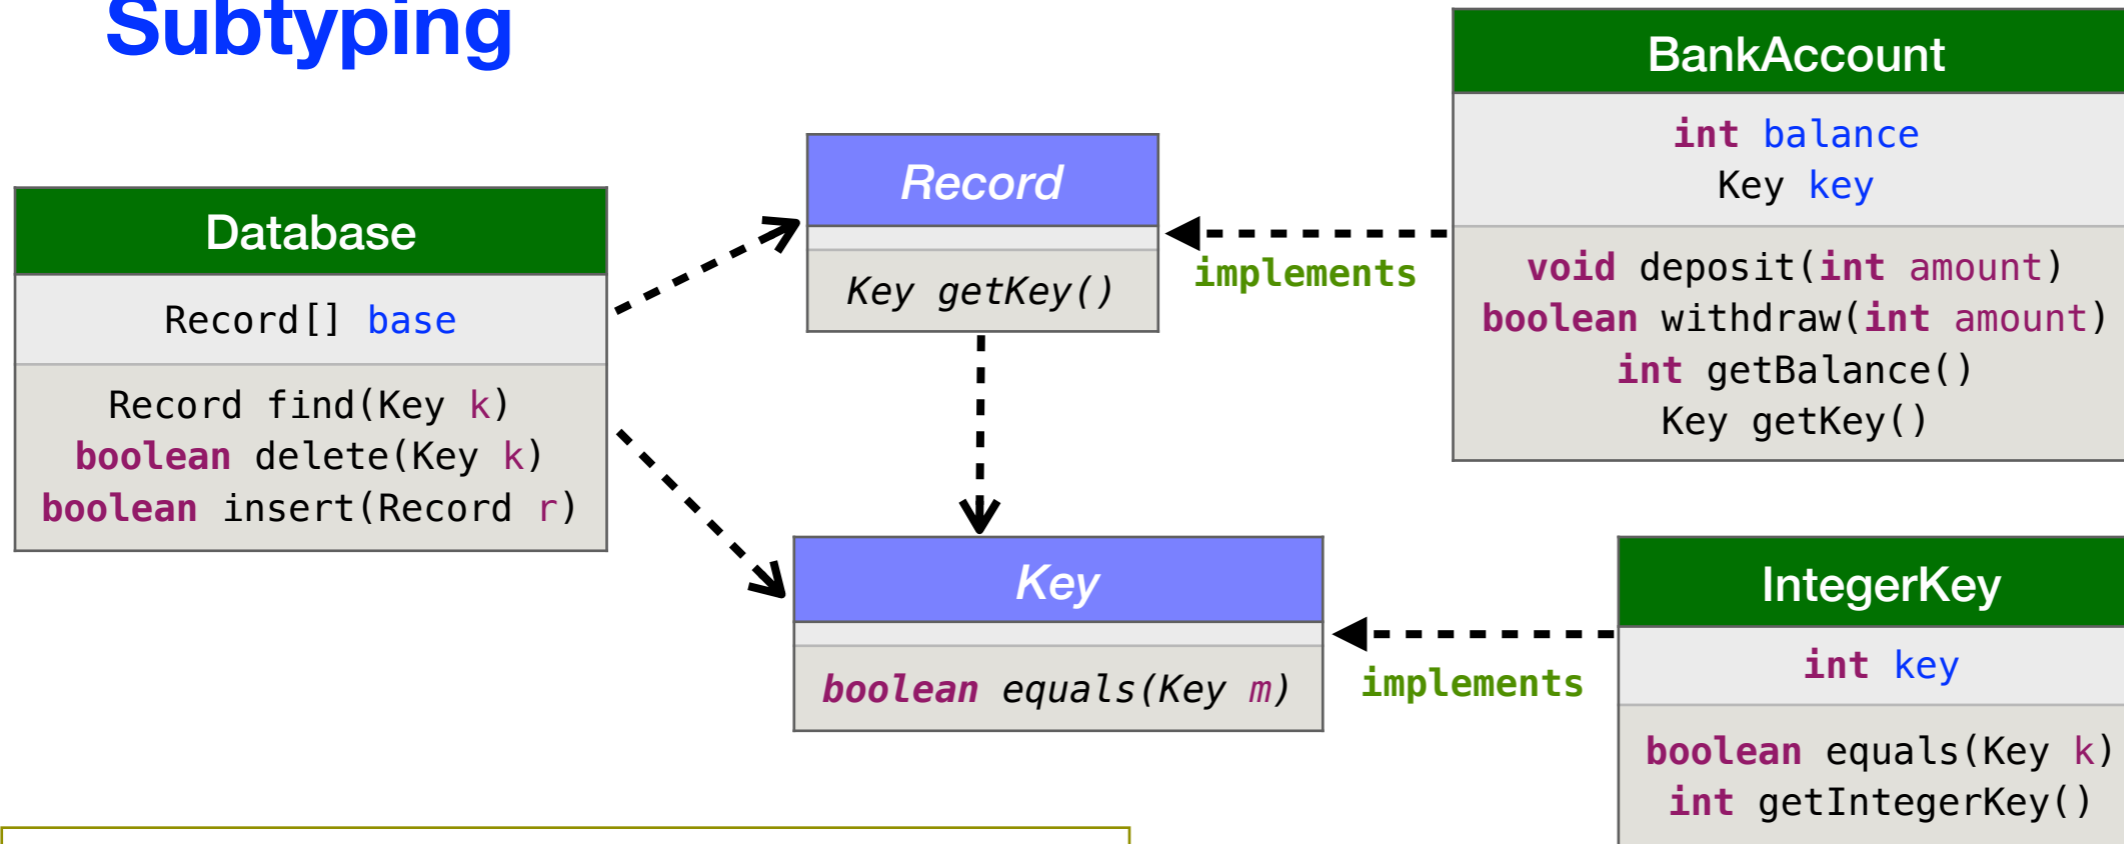 Subtyping
Database
Record[] base
Record find(Key k)
boolean delete(Key k)
boolean insert(Record r)
Record
Key getKey()
implements
BankAccount
int balance
Key key
void deposit(int amount)
boolean withdraw(int amount)
int getBalance()
Key getKey()
Key
boolean equals(Key m)
implements
IntegerKey
int key
boolean equals(Key k)
int getIntegerKey()